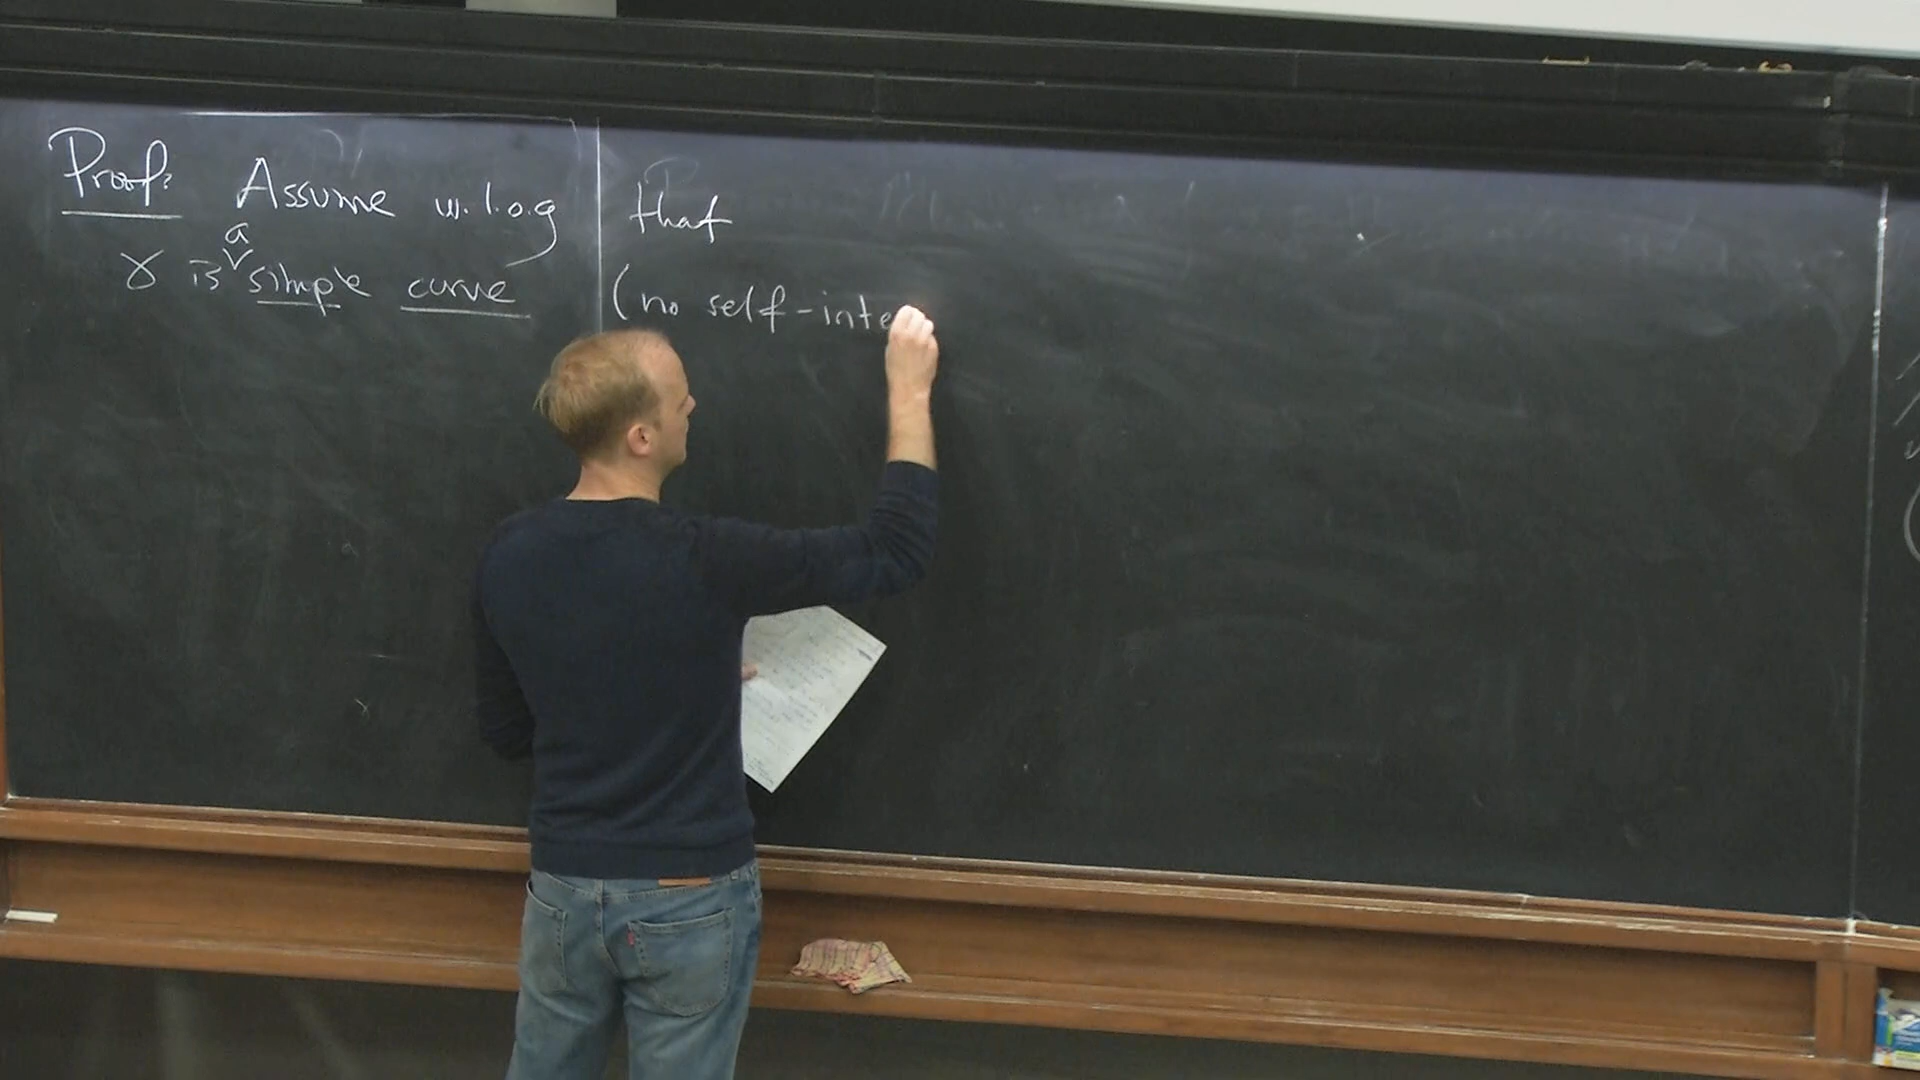 Proof: Assume w.l.o.g that
a
γ is simple curve (no self-inte